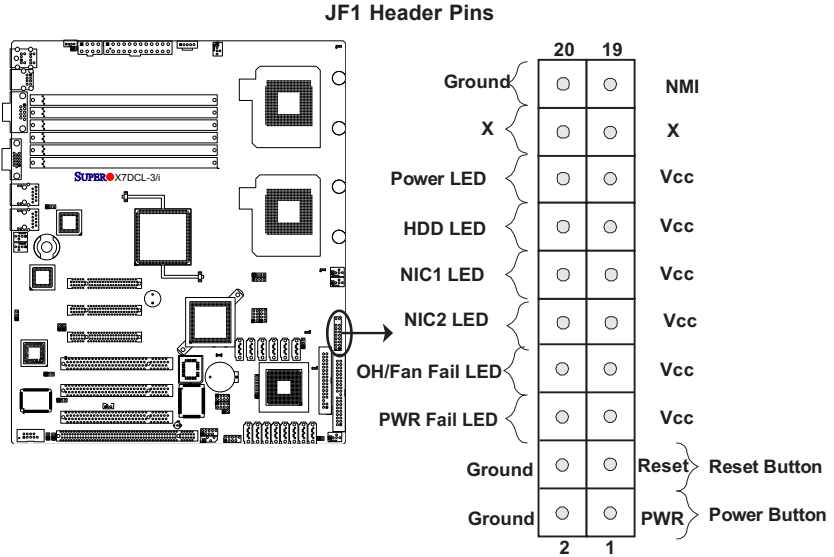 JF1 Header Pins
20 19
Ground NMI
X X
SUPER X7DCL-3/i
Power LED Vcc
HDD LED Vcc
NIC1 LED Vcc
NIC2 LED Vcc
OH/Fan Fail LED Vcc
PWR Fail LED Vcc
Ground Reset Reset Button
Ground PWR Power Button
2 1